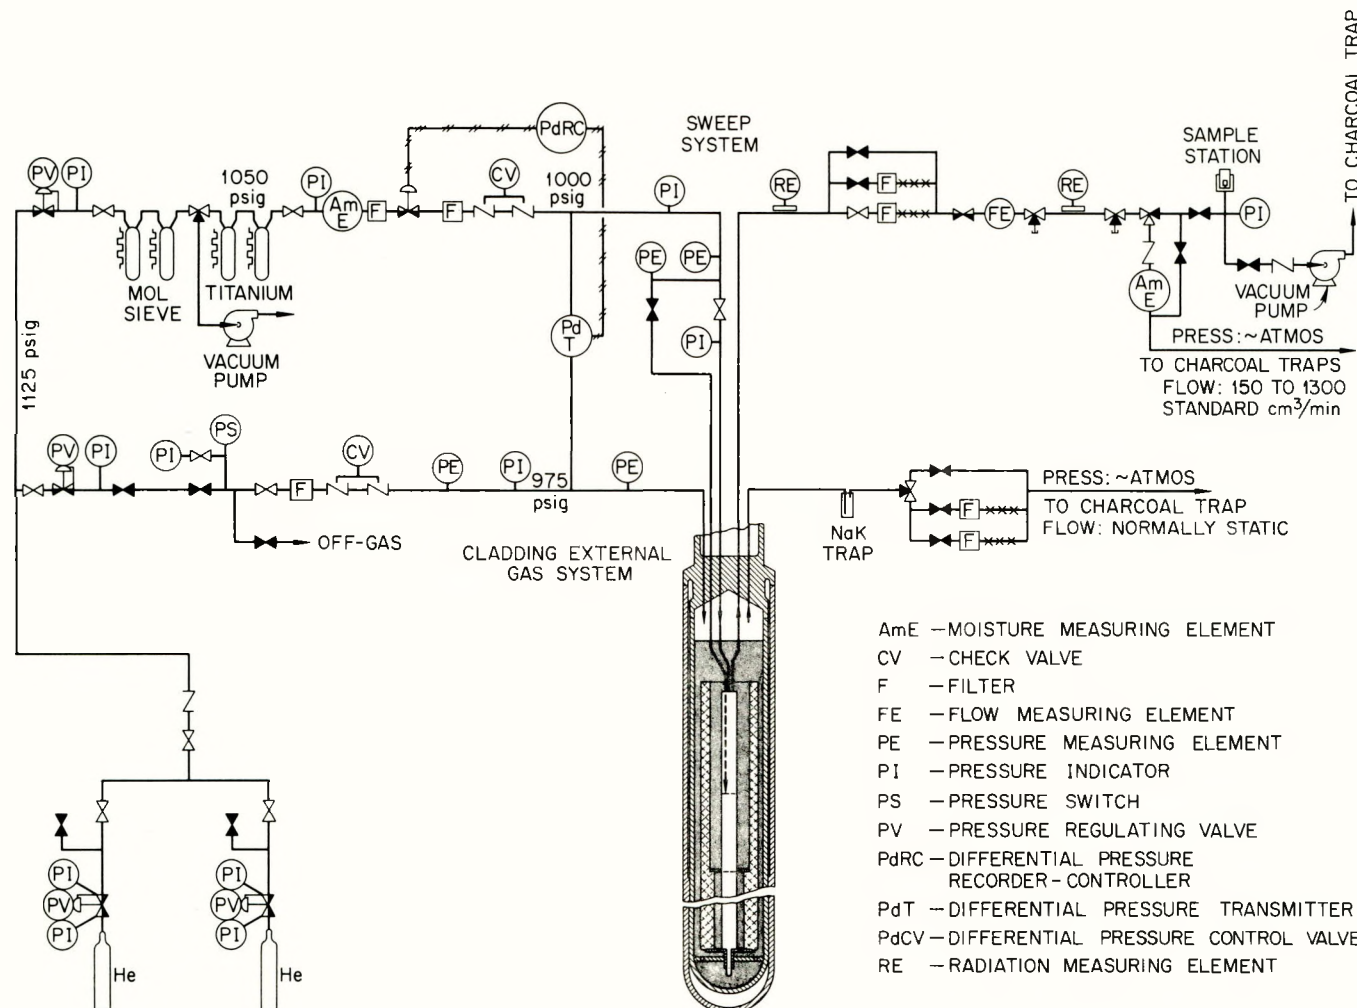 TO CHARCOAL TRAP
PdRC
SWEEP
SYSTEM
SAMPLE
STATION
PV
PI
1050
psig
PI
AmE
F
F
CV
1000
psig
PI
RE
F
F
FE
RE
PI
PE
PE
MOL
SIEVE
TITANIUM
VACUUM
PUMP
PdT
PI
AmE
VACUUM
PUMP
PRESS:~ATMOS
TO CHARCOAL TRAPS
FLOW: 150 TO 1300
STANDARD cm³/min
1125 psig
PV
PI
PI
PS
F
CV
PE
PI
975
psig
PE
OFF-GAS
CLADDING EXTERNAL
GAS SYSTEM
NaK
TRAP
F
F
PRESS:~ATMOS
TO CHARCOAL TRAP
FLOW: NORMALLY STATIC
PI
PV
PI
He
PI
PV
PI
He
AmE – MOISTURE MEASURING ELEMENT
CV – CHECK VALVE
F – FILTER
FE – FLOW MEASURING ELEMENT
PE – PRESSURE MEASURING ELEMENT
PI – PRESSURE INDICATOR
PS – PRESSURE SWITCH
PV – PRESSURE REGULATING VALVE
PdRC – DIFFERENTIAL PRESSURE
RECORDER-CONTROLLER
PdT – DIFFERENTIAL PRESSURE TRANSMITTER
PdCV – DIFFERENTIAL PRESSURE CONTROL VALVE
RE – RADIATION MEASURING ELEMENT